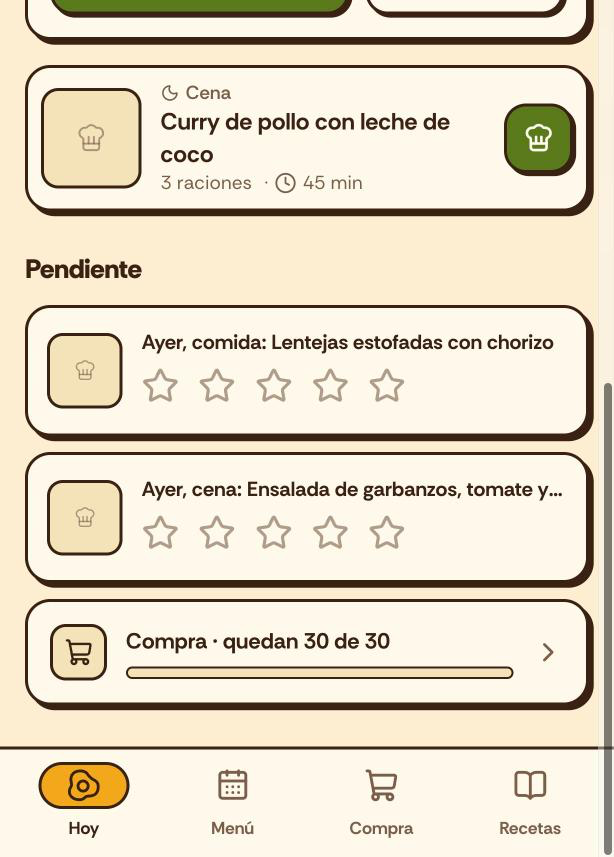 Cena
Curry de pollo con leche de
coco
3 raciones · 45 min
Pendiente
Ayer, comida: Lentejas estofadas con chorizo
Ayer, cena: Ensalada de garbanzos, tomate y...
Compra · quedan 30 de 30
Hoy
Menú
Compra
Recetas